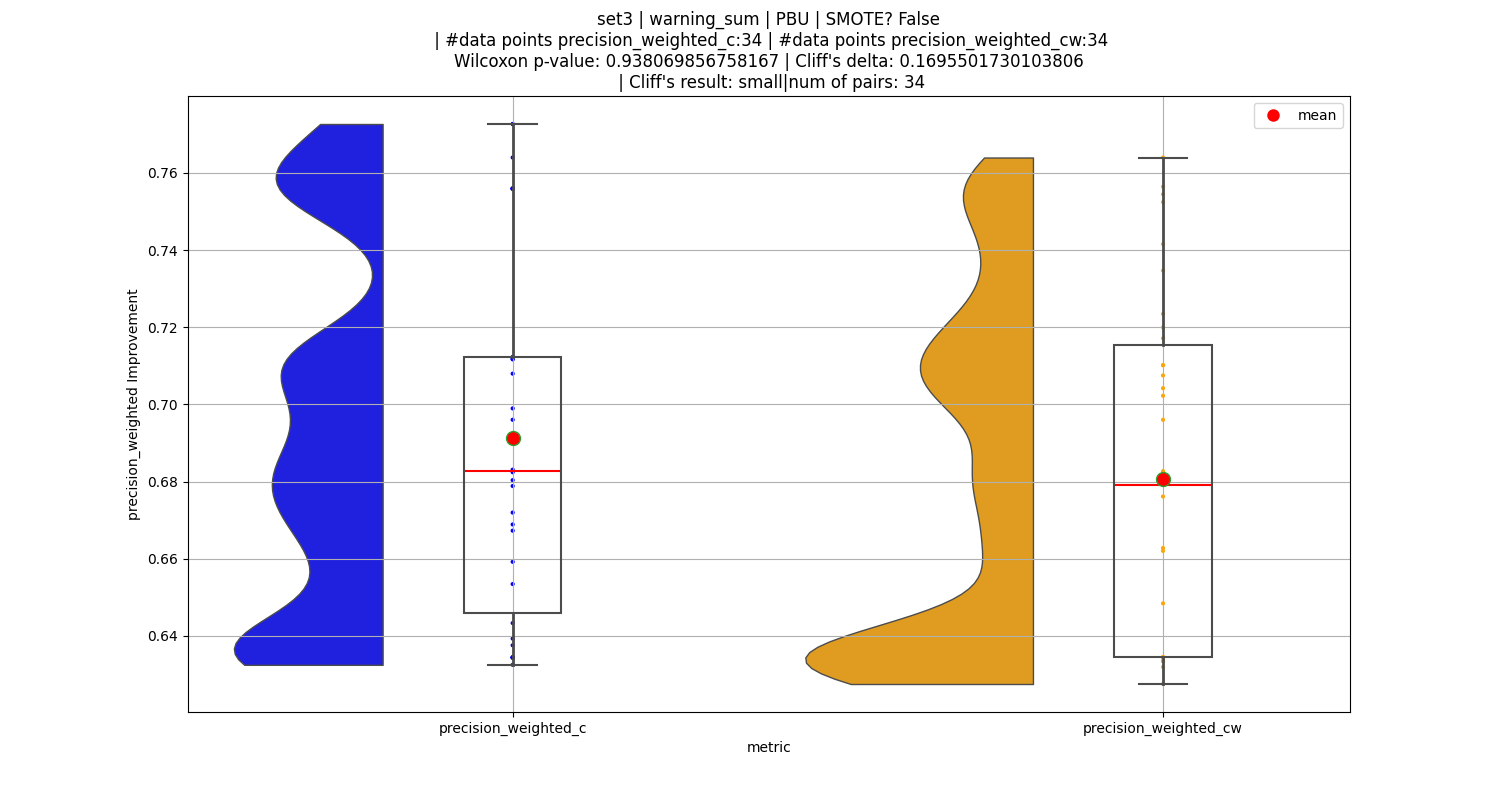 set3 | warning_sum | PBU | SMOTE? False
| #data points precision_weighted_c:34 | #data points precision_weighted_cw:34
Wilcoxon p-value: 0.938069856758167 | Cliff's delta: 0.1695501730103806
| Cliff's result: small|num of pairs: 34
mean
0.76
0.74
0.72
0.70
0.68
0.66
0.64
precision_weighted Improvement
precision_weighted_c
precision_weighted_cw
metric